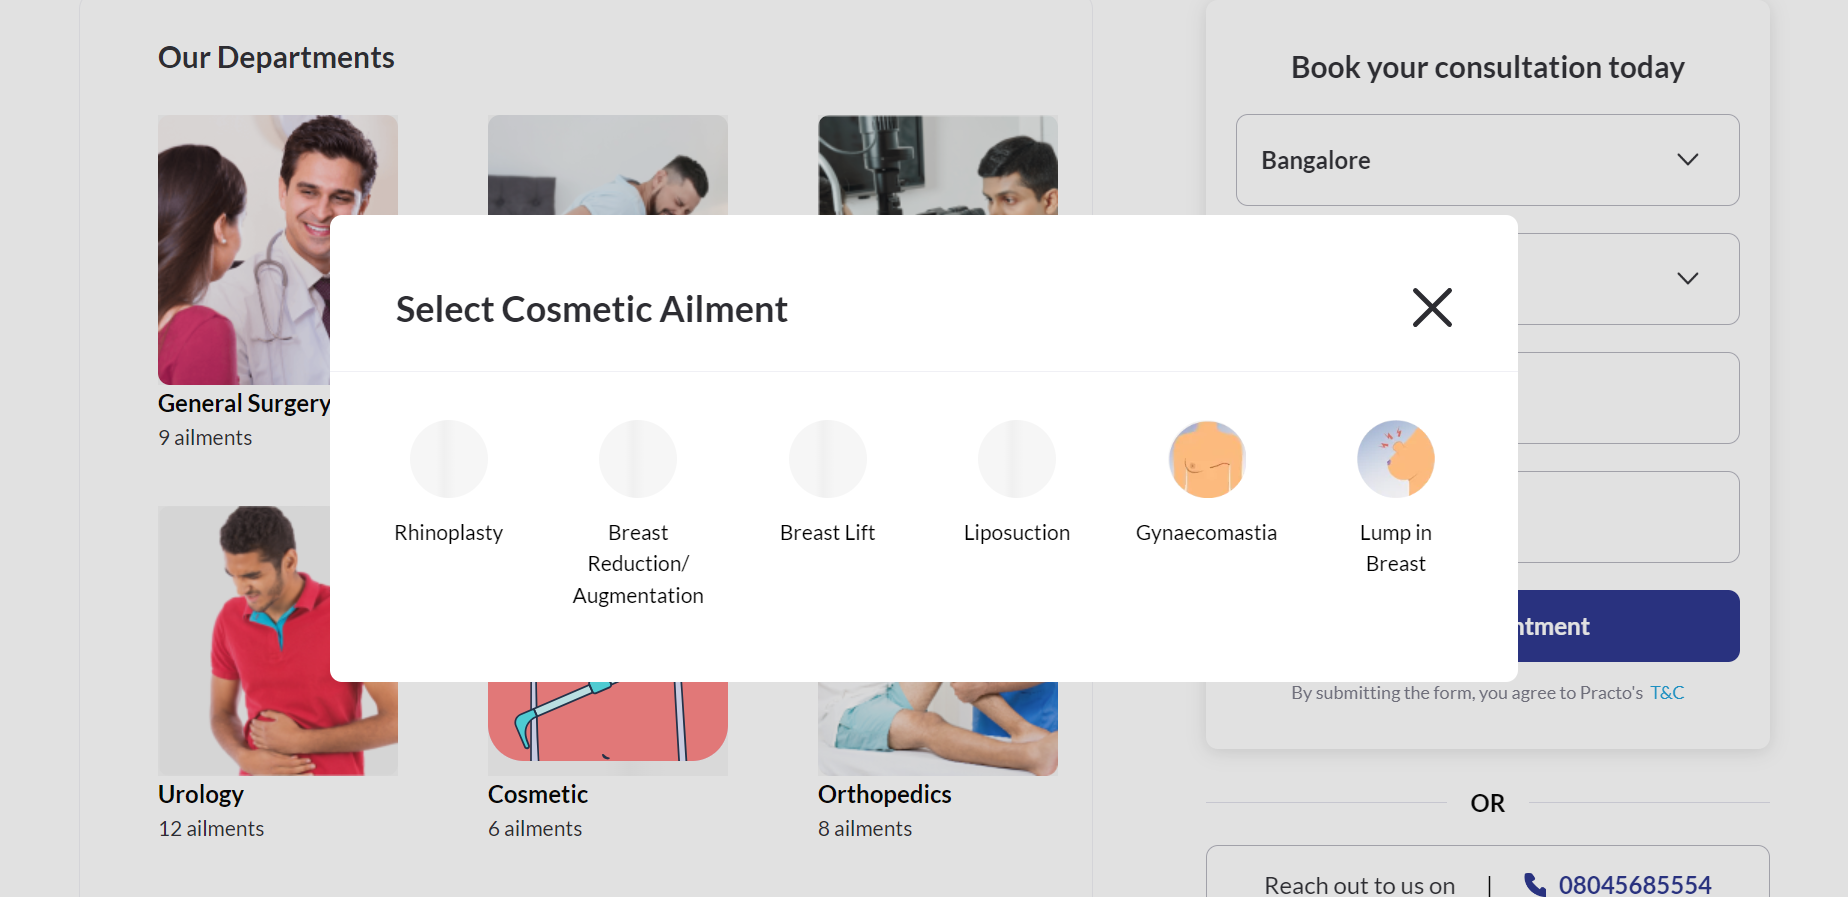 Our Departments
Book your consultation today
Bangalore
Select Cosmetic Ailment
General Surgery
9 ailments
Rhinoplasty
Breast
Reduction/
Augmentation
Breast Lift
Liposuction
Gynaecomastia
Lump in
Breast
By submitting the form, you agree to Practo's T&C
Urology
12 ailments
Cosmetic
6 ailments
Orthopedics
8 ailments
OR
Reach out to us on | 08045685554